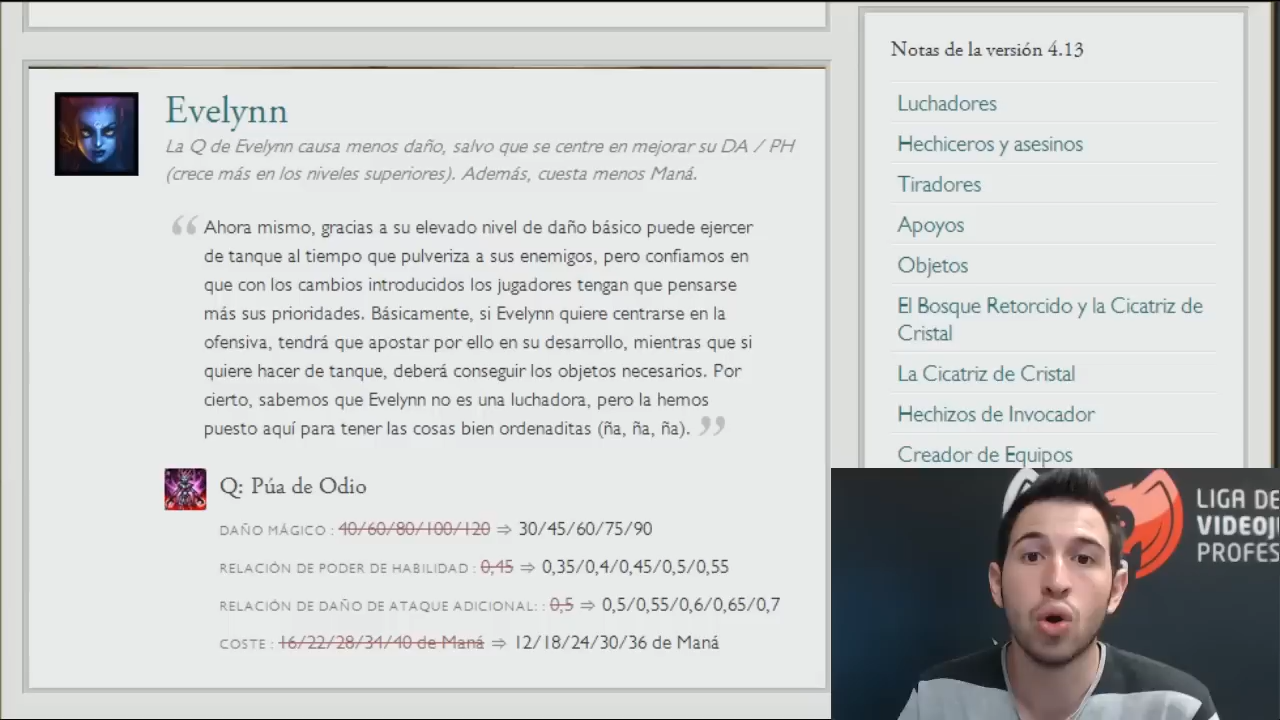 Evelynn
La Q de Evelynn causa menos daño, salvo que se centre en mejorar su DA / PH
(crece más en los niveles superiores). Además, cuesta menos Maná.
“ Ahora mismo, gracias a su elevado nivel de daño básico puede ejercer
de tanque al tiempo que pulveriza a sus enemigos, pero confiamos en
que con los cambios introducidos los jugadores tengan que pensarse
más sus prioridades. Básicamente, si Evelynn quiere centrarse en la
ofensiva, tendrá que apostar por ello en su desarrollo, mientras que si
quiere hacer de tanque, deberá conseguir los objetos necesarios. Por
cierto, sabemos que Evelynn no es una luchadora, pero la hemos
puesto aquí para tener las cosas bien ordenaditas (ña, ña, ña). ”
Q: Púa de Odio
DAÑO MÁGICO : 40/60/80/100/120 ⇒ 30/45/60/75/90
RELACIÓN DE PODER DE HABILIDAD : 0,45 ⇒ 0,35/0,4/0,45/0,5/0,55
RELACIÓN DE DAÑO DE ATAQUE ADICIONAL: : 0,5 ⇒ 0,5/0,55/0,6/0,65/0,7
COSTE : 16/22/28/34/40 de Maná ⇒ 12/18/24/30/36 de Maná
Notas de la versión 4.13
Luchadores
Hechiceros y asesinos
Tiradores
Apoyos
Objetos
El Bosque Retorcido y la Cicatriz de
Cristal
La Cicatriz de Cristal
Hechizos de Invocador
Creador de Equipos
LIGA DE
VIDEOJ
PROFES